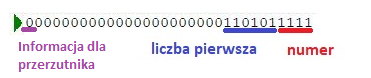 00000000000000000000001101011111
Informacja dla przerzutnika
liczba pierwsza
numer